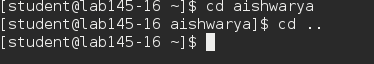 [student@lab145-16 ~]$ cd aishwarya
[student@lab145-16 aishwarya]$ cd ..
[student@lab145-16 ~]$